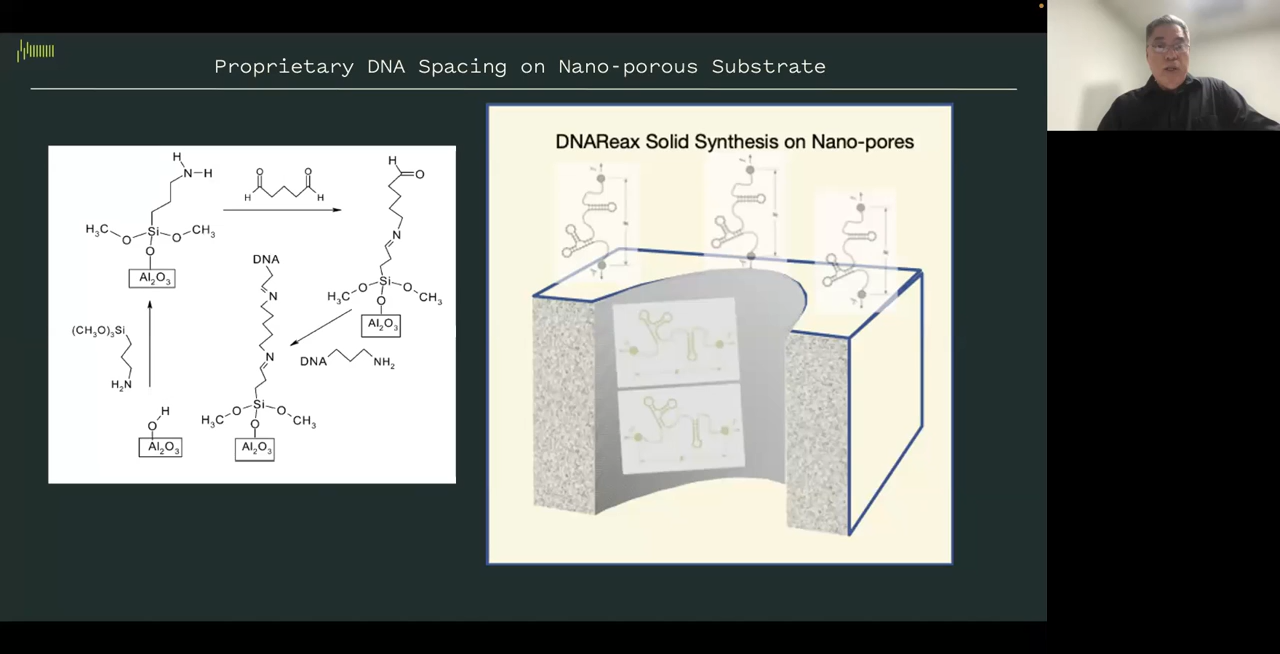 Proprietary DNA Spacing on Nano-porous Substrate
H
N—H
O
O
H
H
H
O
H₃C
O
Si
O
CH₃
O
Al₂O₃
N
DNA
N
Si
H₃C
O
O
CH₃
O
Al₂O₃
(CH₃O)₃Si
H₂N
DNA
NH₂
N
H
O
Al₂O₃
H₃C
O
Si
O
CH₃
O
Al₂O₃
DNAReax Solid Synthesis on Nano-pores